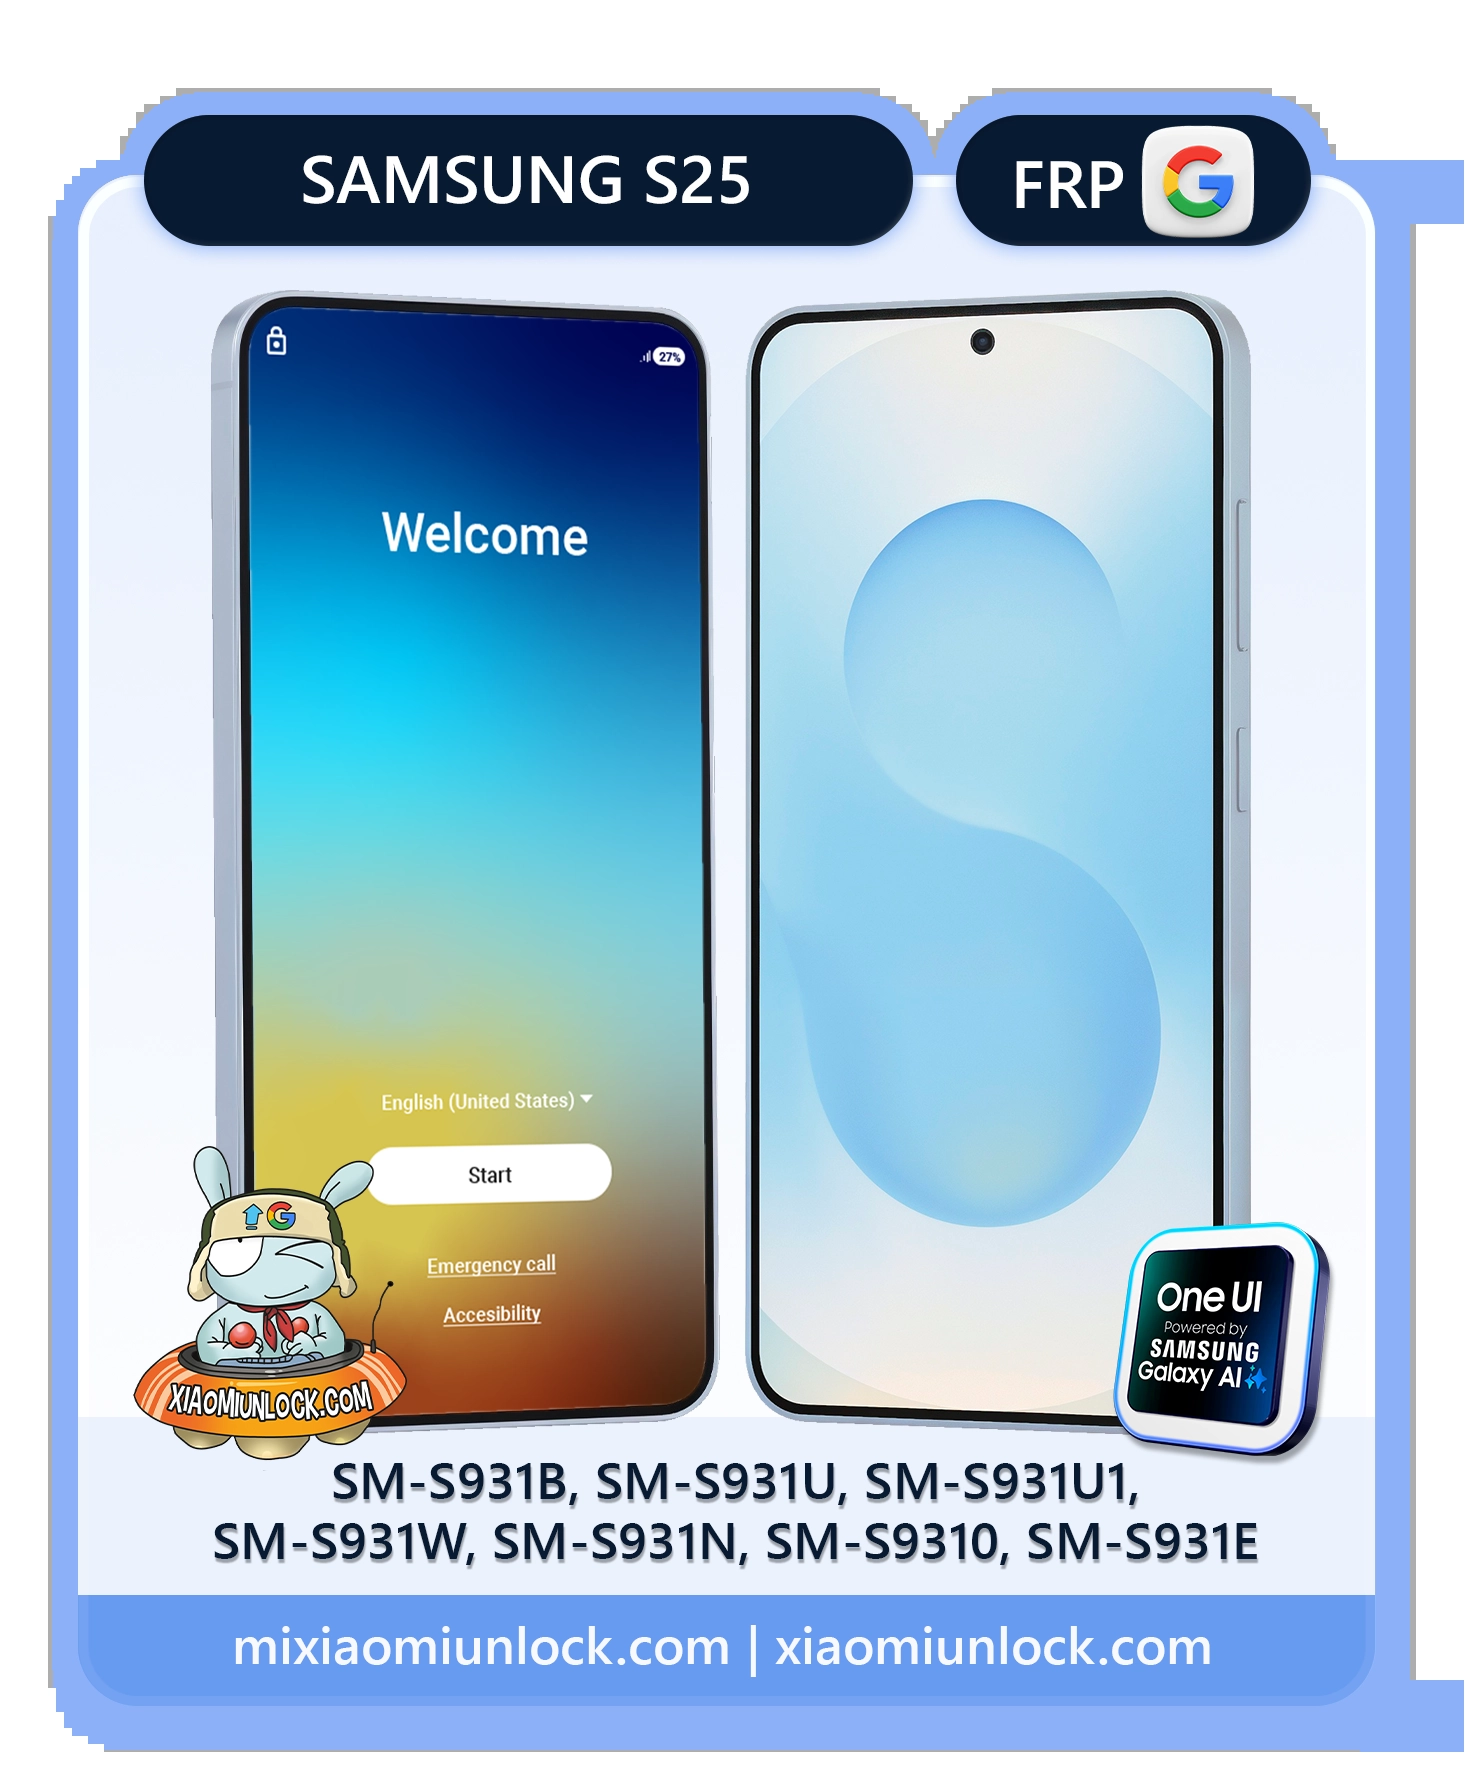 SAMSUNG S25
FRP G
27%
Welcome
English (United States)
Start
Emergency call
Accesibility
G
XIAOMIUNLOCK.COM
One UI
Powered by
SAMSUNG
Galaxy AI
SM-S931B, SM-S931U, SM-S931U1,
SM-S931W, SM-S931N, SM-S9310, SM-S931E
mixiaomiunlock.com | xiaomiunlock.com